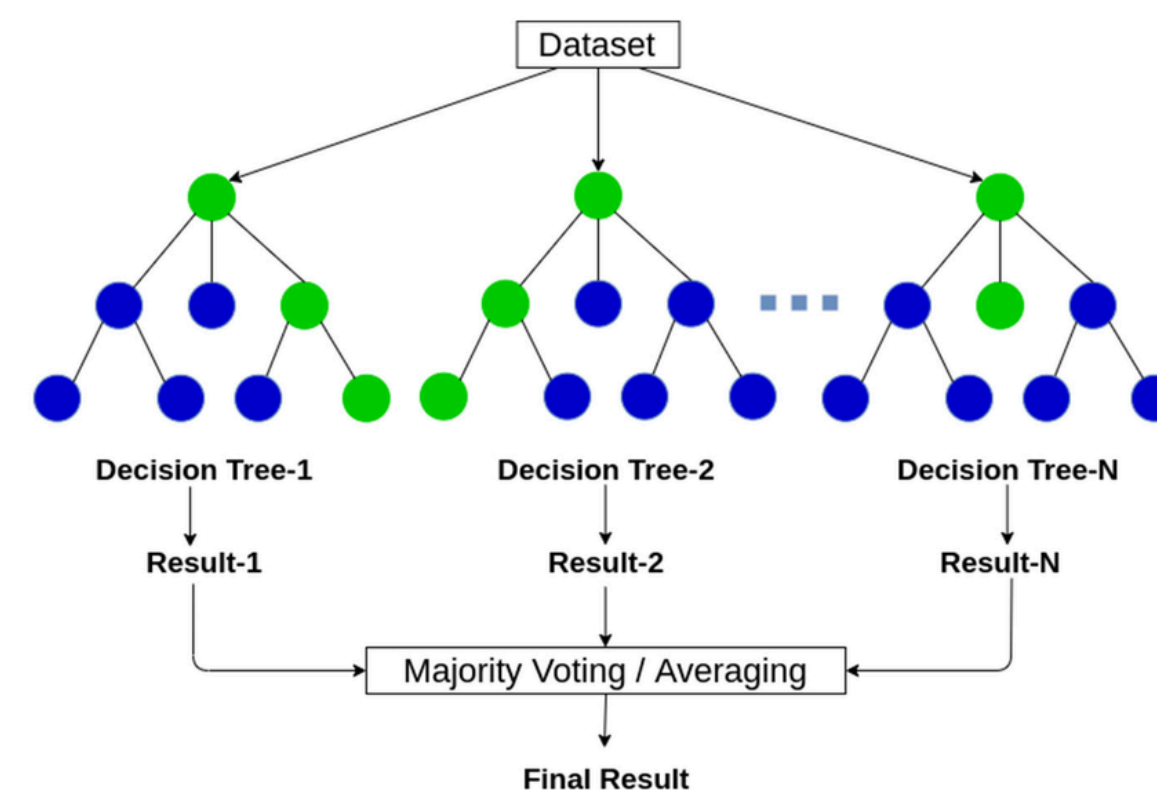 Dataset
Decision Tree-1
Decision Tree-2
Decision Tree-N
Result-1
Result-2
Result-N
Majority Voting / Averaging
Final Result